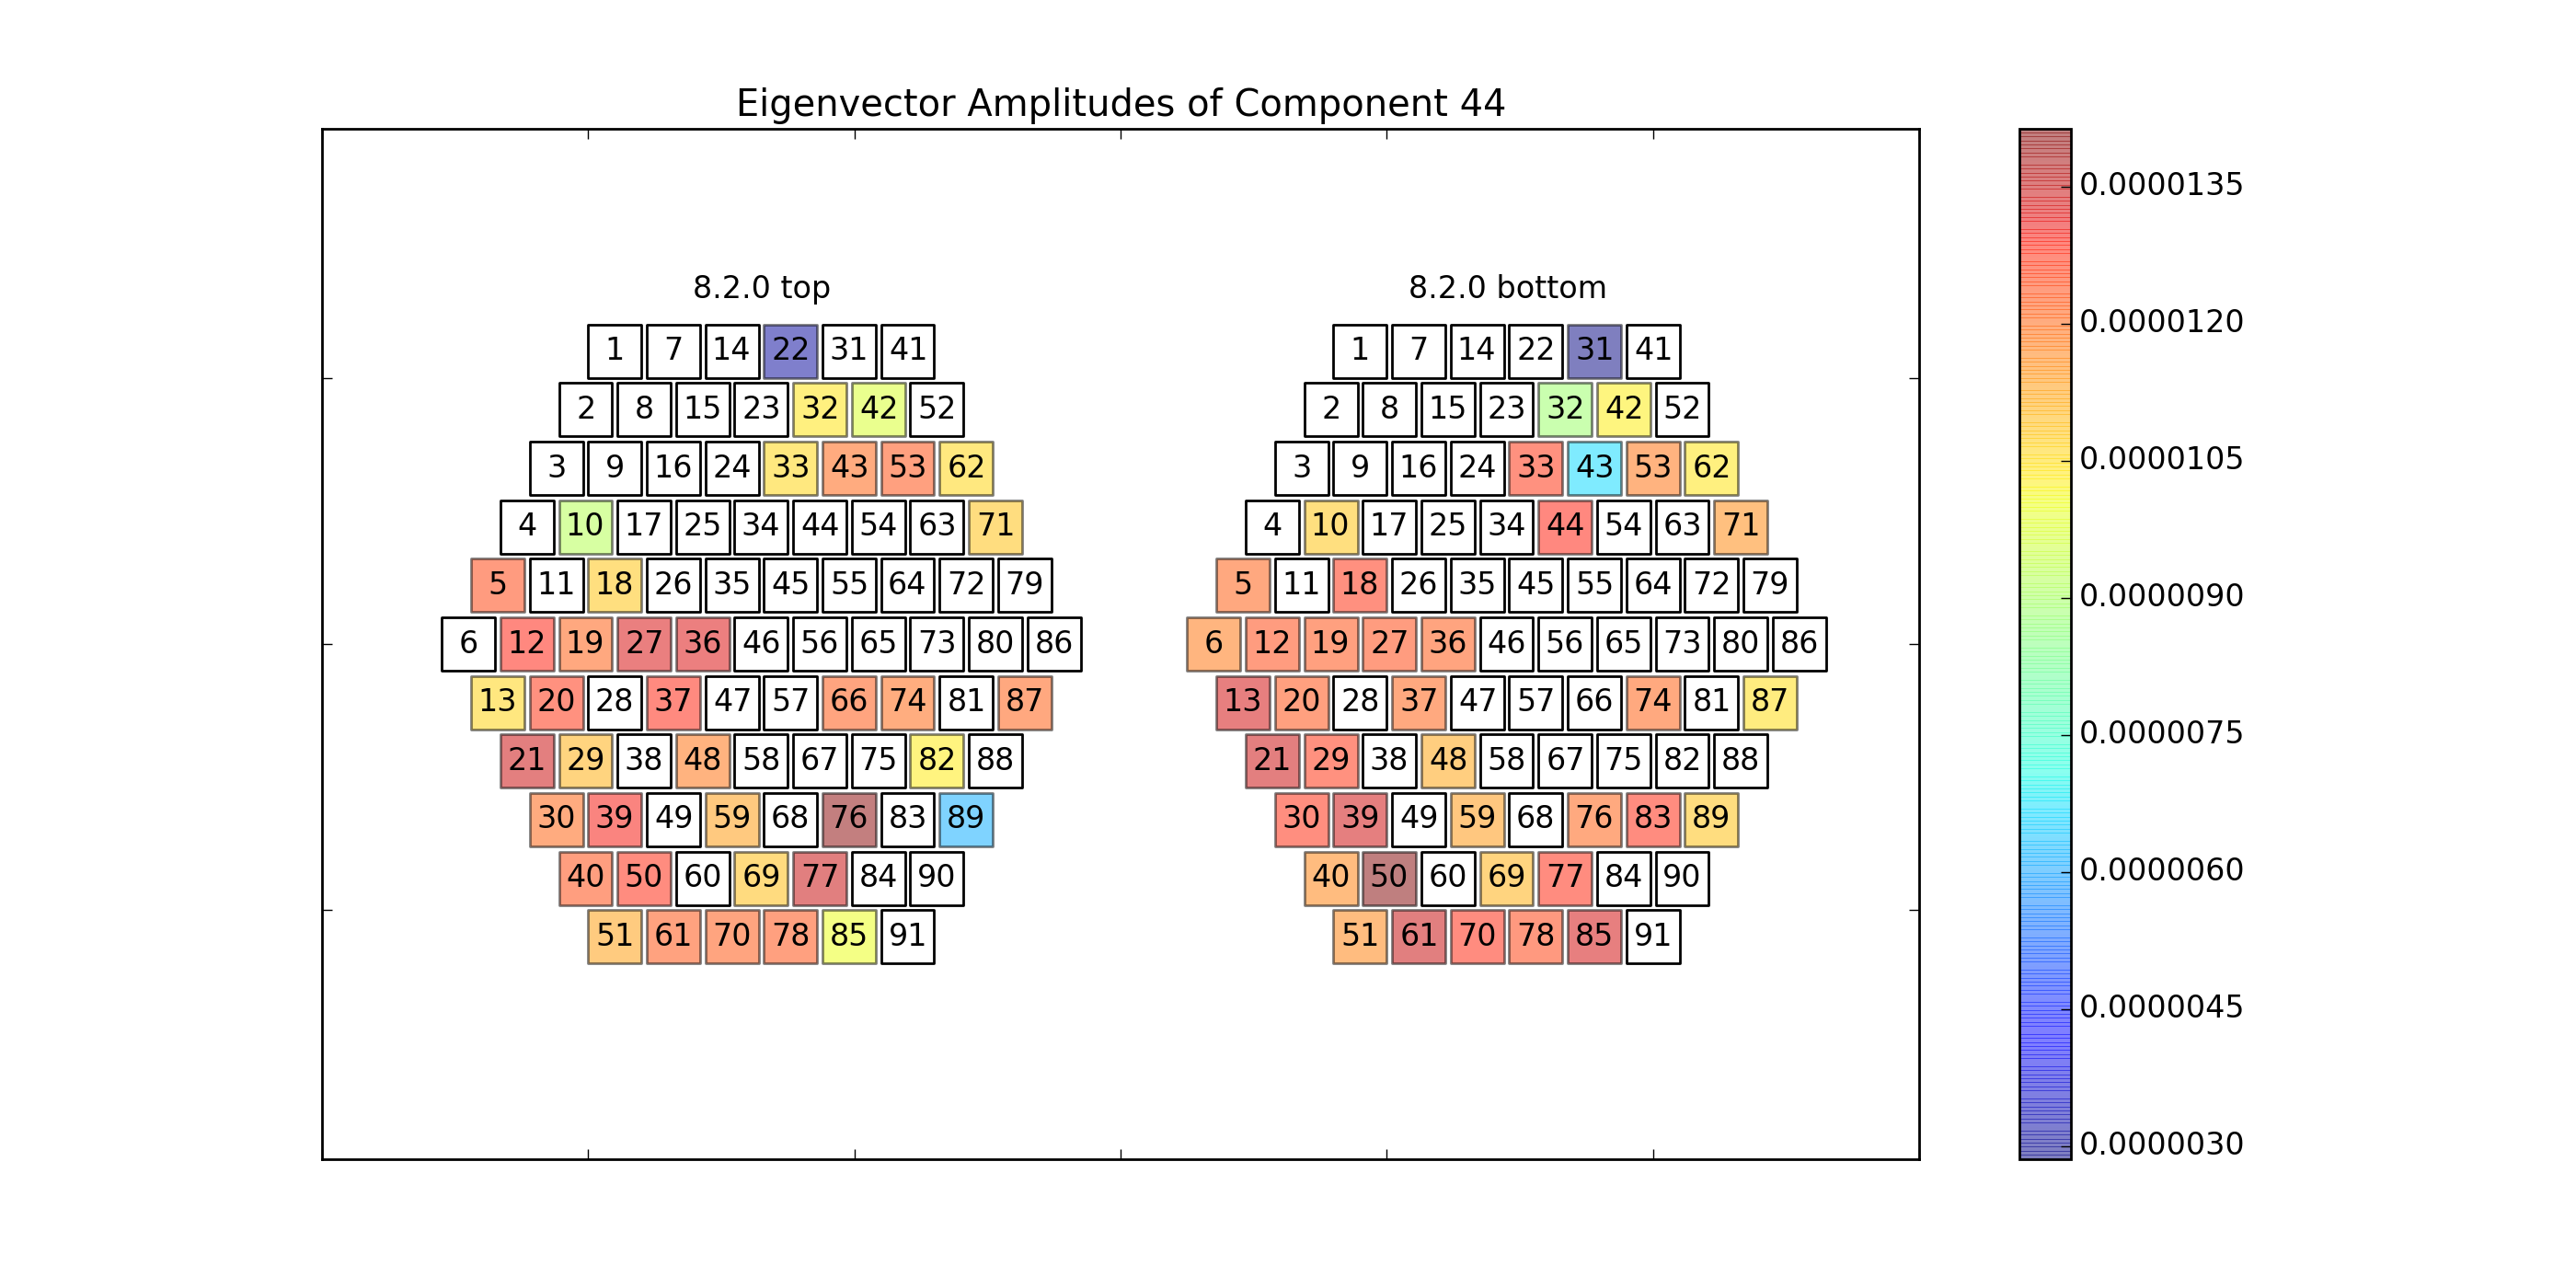 Eigenvector Amplitudes of Component 44
8.2.0 top
1 7 14 22 31 41
2 8 15 23 32 42 52
3 9 16 24 33 43 53 62
4 10 17 25 34 44 54 63 71
5 11 18 26 35 45 55 64 72 79
6 12 19 27 36 46 56 65 73 80 86
13 20 28 37 47 57 66 74 81 87
21 29 38 48 58 67 75 82 88
30 39 49 59 68 76 83 89
40 50 60 69 77 84 90
51 61 70 78 85 91
8.2.0 bottom
1 7 14 22 31 41
2 8 15 23 32 42 52
3 9 16 24 33 43 53 62
4 10 17 25 34 44 54 63 71
5 11 18 26 35 45 55 64 72 79
6 12 19 27 36 46 56 65 73 80 86
13 20 28 37 47 57 66 74 81 87
21 29 38 48 58 67 75 82 88
30 39 49 59 68 76 83 89
40 50 60 69 77 84 90
51 61 70 78 85 91
0.0000135
0.0000120
0.0000105
0.0000090
0.0000075
0.0000060
0.0000045
0.0000030